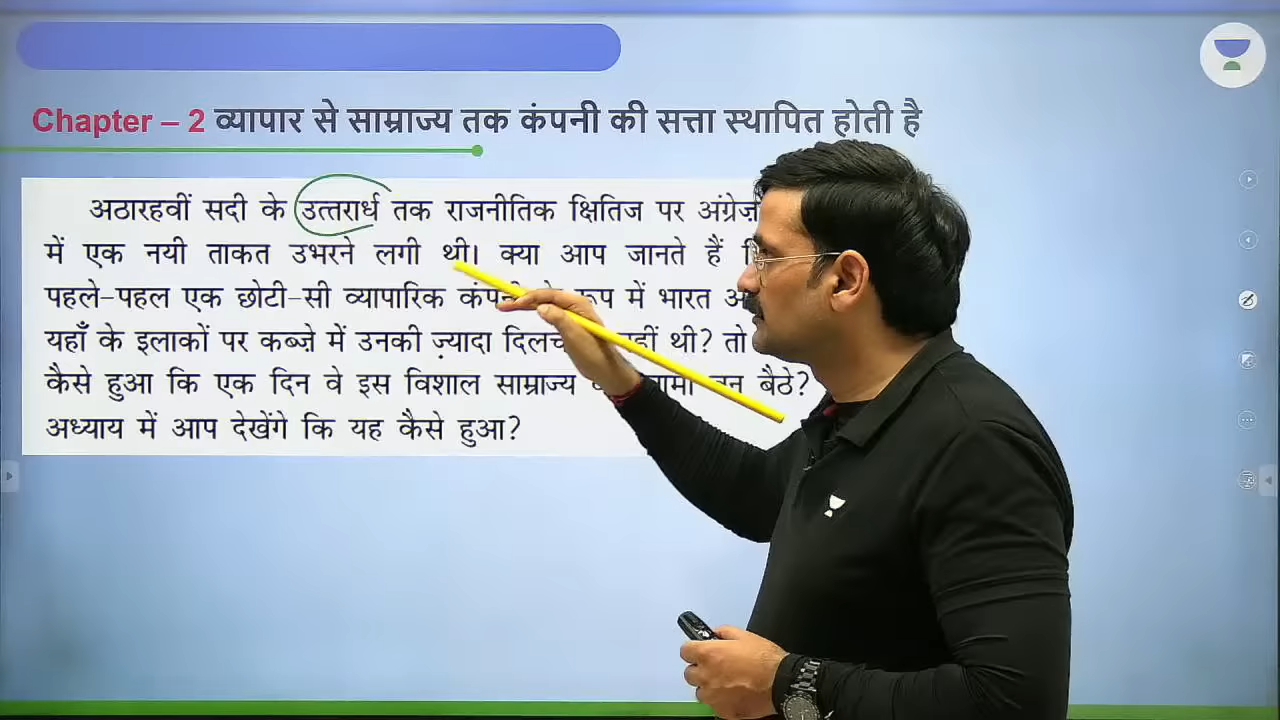 Chapter – 2 व्यापार से साम्राज्य तक कंपनी की सत्ता स्थापित होती है
अठारहवीं सदी के उत्तरार्ध तक राजनीतिक क्षितिज पर
में एक नयी ताकत उभरने लगी थी। क्या आप जानते हैं
पहले-पहल एक छोटी-सी व्यापारिक में भारत
यहाँ के इलाकों पर कब्ज़े में उनकी ज़्यादा थी? तो
कैसे हुआ कि एक दिन वे इस विशाल साम्राज्य बैठे?
अध्याय में आप देखेंगे कि यह कैसे हुआ?